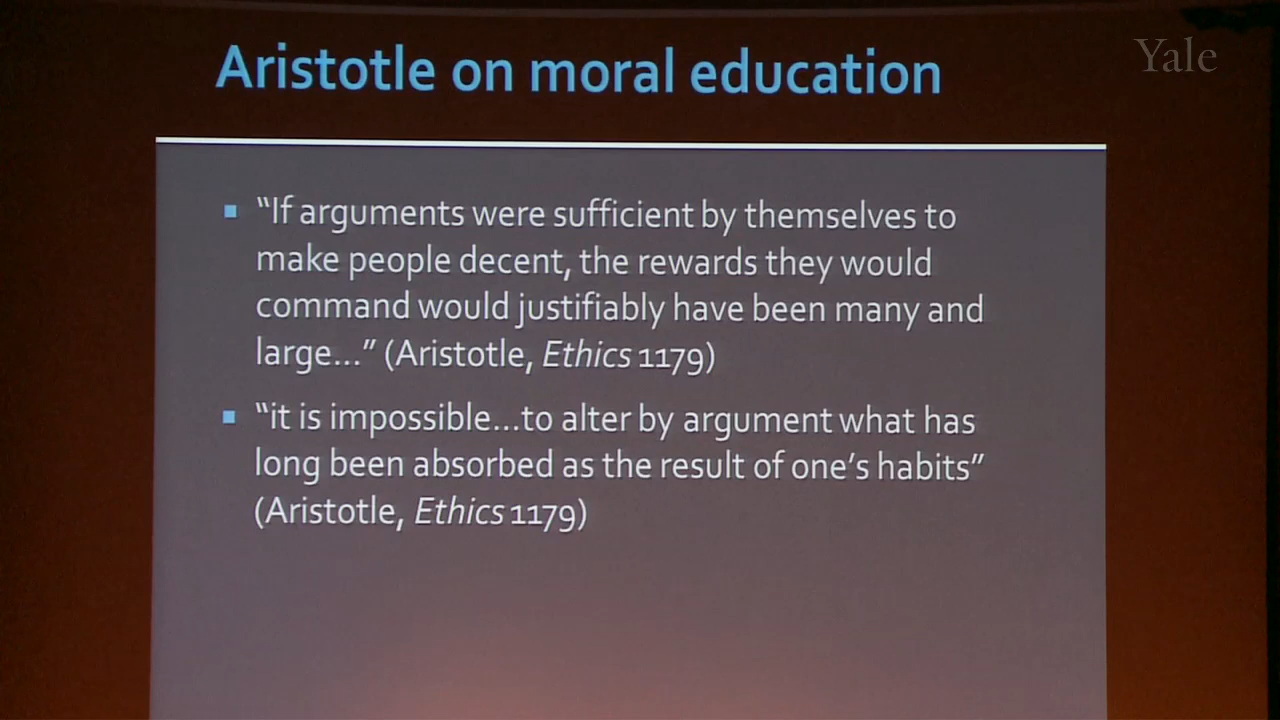 Aristotle on moral education
Yale
▪ “If arguments were sufficient by themselves to
make people decent, the rewards they would
command would justifiably have been many and
large…” (Aristotle, Ethics 1179)
▪ “it is impossible…to alter by argument what has
long been absorbed as the result of one’s habits”
(Aristotle, Ethics 1179)